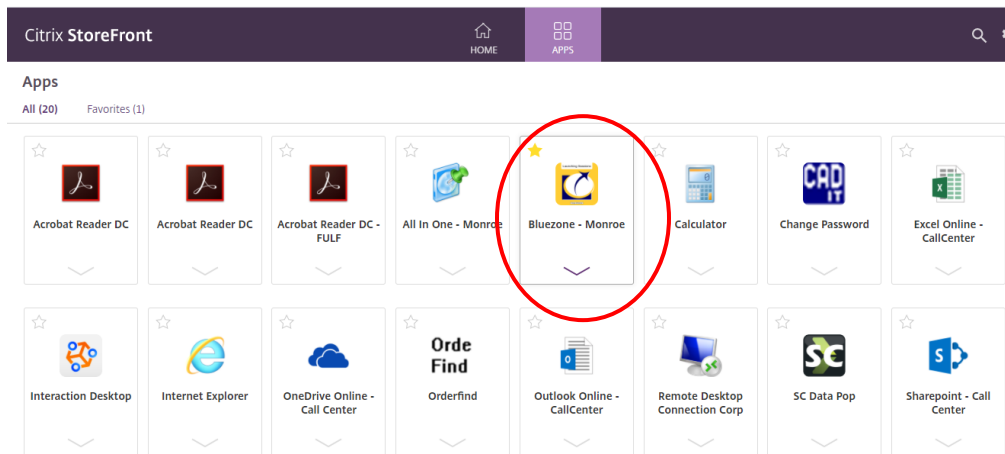 Citrix StoreFront
HOME
APPS
Apps
All (20) Favorites (1)
Acrobat Reader DC
Acrobat Reader DC
Acrobat Reader DC -
FULF
All In One - Monroe
Bluezone - Monroe
Calculator
CAD
IT
Change Password
Excel Online -
CallCenter
Interaction Desktop
Internet Explorer
OneDrive Online -
Call Center
Orde
Find
Orderfind
Outlook Online -
CallCenter
Remote Desktop
Connection Corp
SC
SC Data Pop
S
Sharepoint - Call
Center